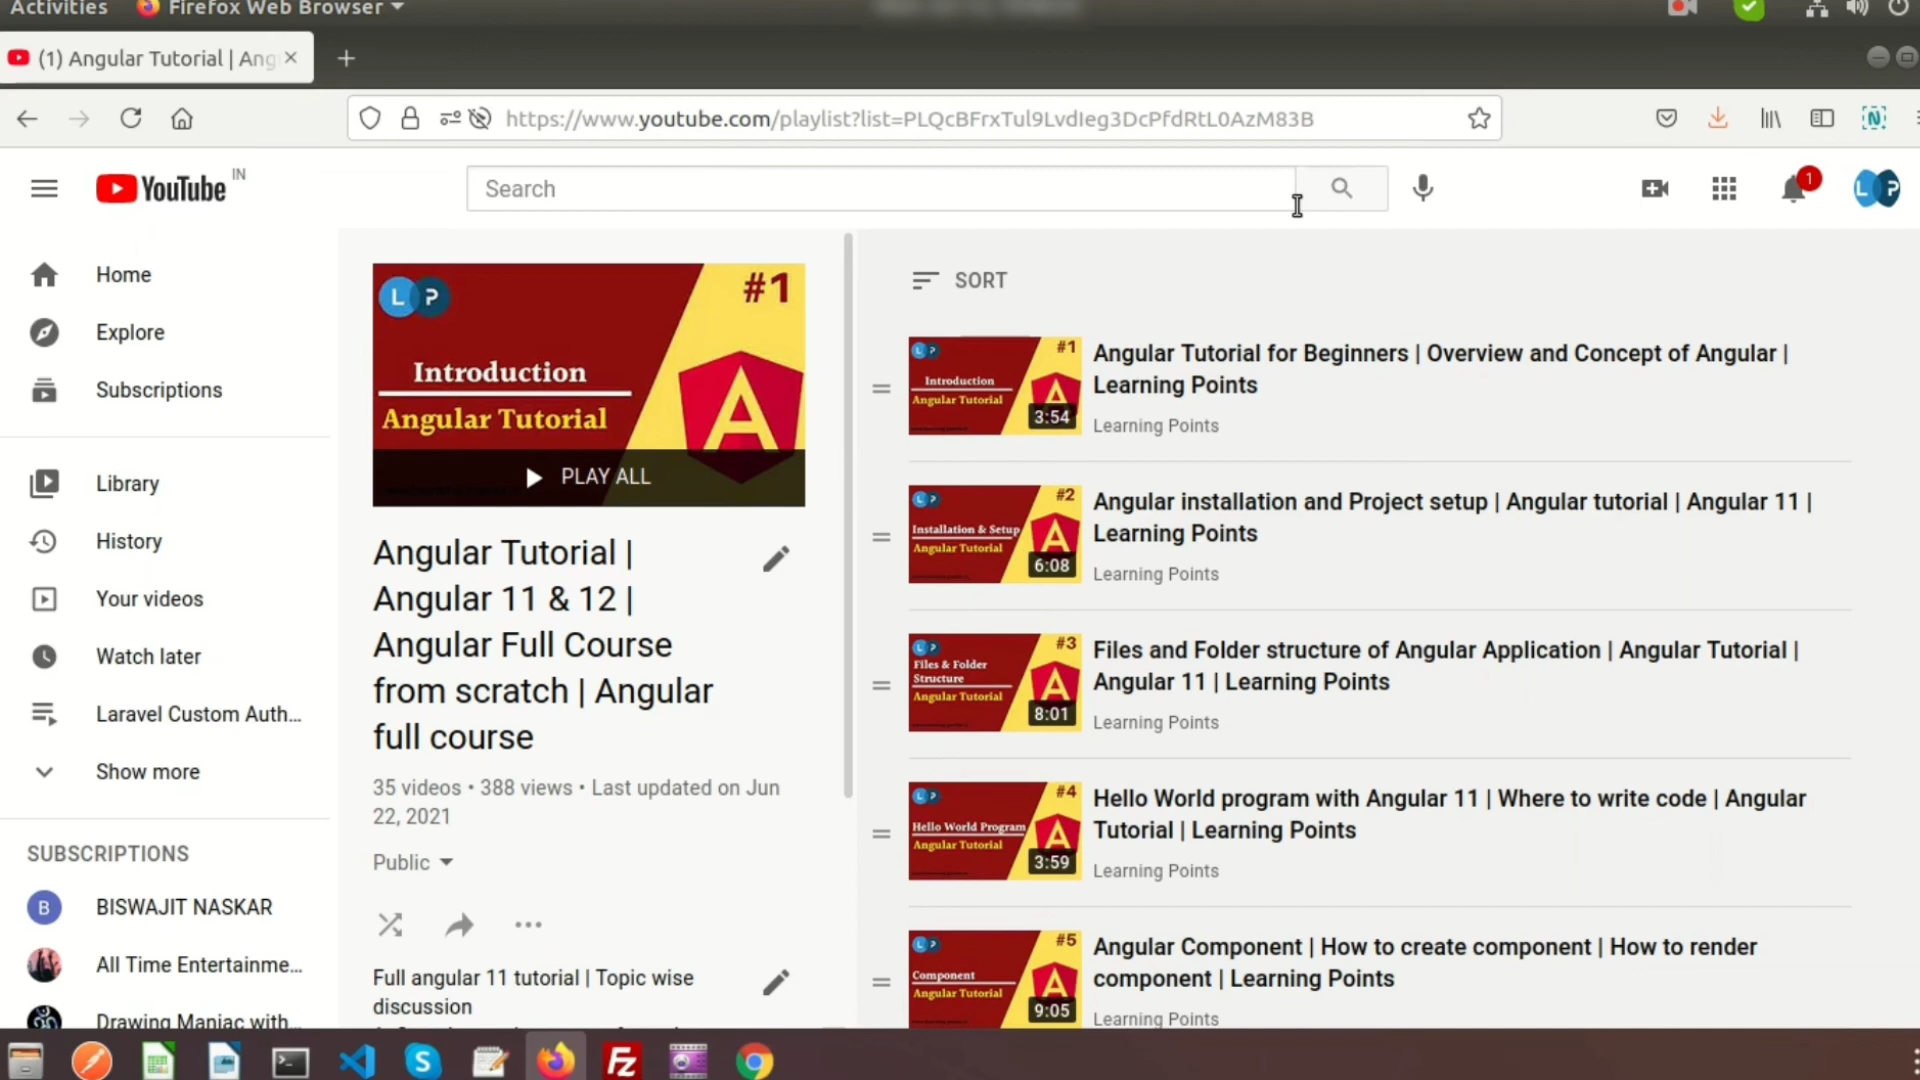 Activities
Firefox Web Browser
(1) Angular Tutorial | Ang
https://www.youtube.com/playlist?list=PLQcBFrxTul9LvdIeg3DcPfdRtL0AzM83B
YouTube IN
Search
1
L P
Home
Explore
Subscriptions
Library
History
Your videos
Watch later
Laravel Custom Auth...
Show more
SUBSCRIPTIONS
B
BISWAJIT NASKAR
All Time Entertainme...
Drawing Maniac with...
L P
#1
Introduction
Angular Tutorial
A
PLAY ALL
Angular Tutorial |
Angular 11 & 12 |
Angular Full Course
from scratch | Angular
full course
35 videos • 388 views • Last updated on Jun
22, 2021
Public
Full angular 11 tutorial | Topic wise
discussion
SORT
#1
Introduction
Angular Tutorial
3:54
Angular Tutorial for Beginners | Overview and Concept of Angular |
Learning Points
Learning Points
#2
Installation & Setup
Angular Tutorial
6:08
Angular installation and Project setup | Angular tutorial | Angular 11 |
Learning Points
Learning Points
#3
Files & Folder
Structure
Angular Tutorial
8:01
Files and Folder structure of Angular Application | Angular Tutorial |
Angular 11 | Learning Points
Learning Points
#4
Hello World Program
Angular Tutorial
3:59
Hello World program with Angular 11 | Where to write code | Angular
Tutorial | Learning Points
Learning Points
#5
Component
Angular Tutorial
9:05
Angular Component | How to create component | How to render
component | Learning Points
Learning Points